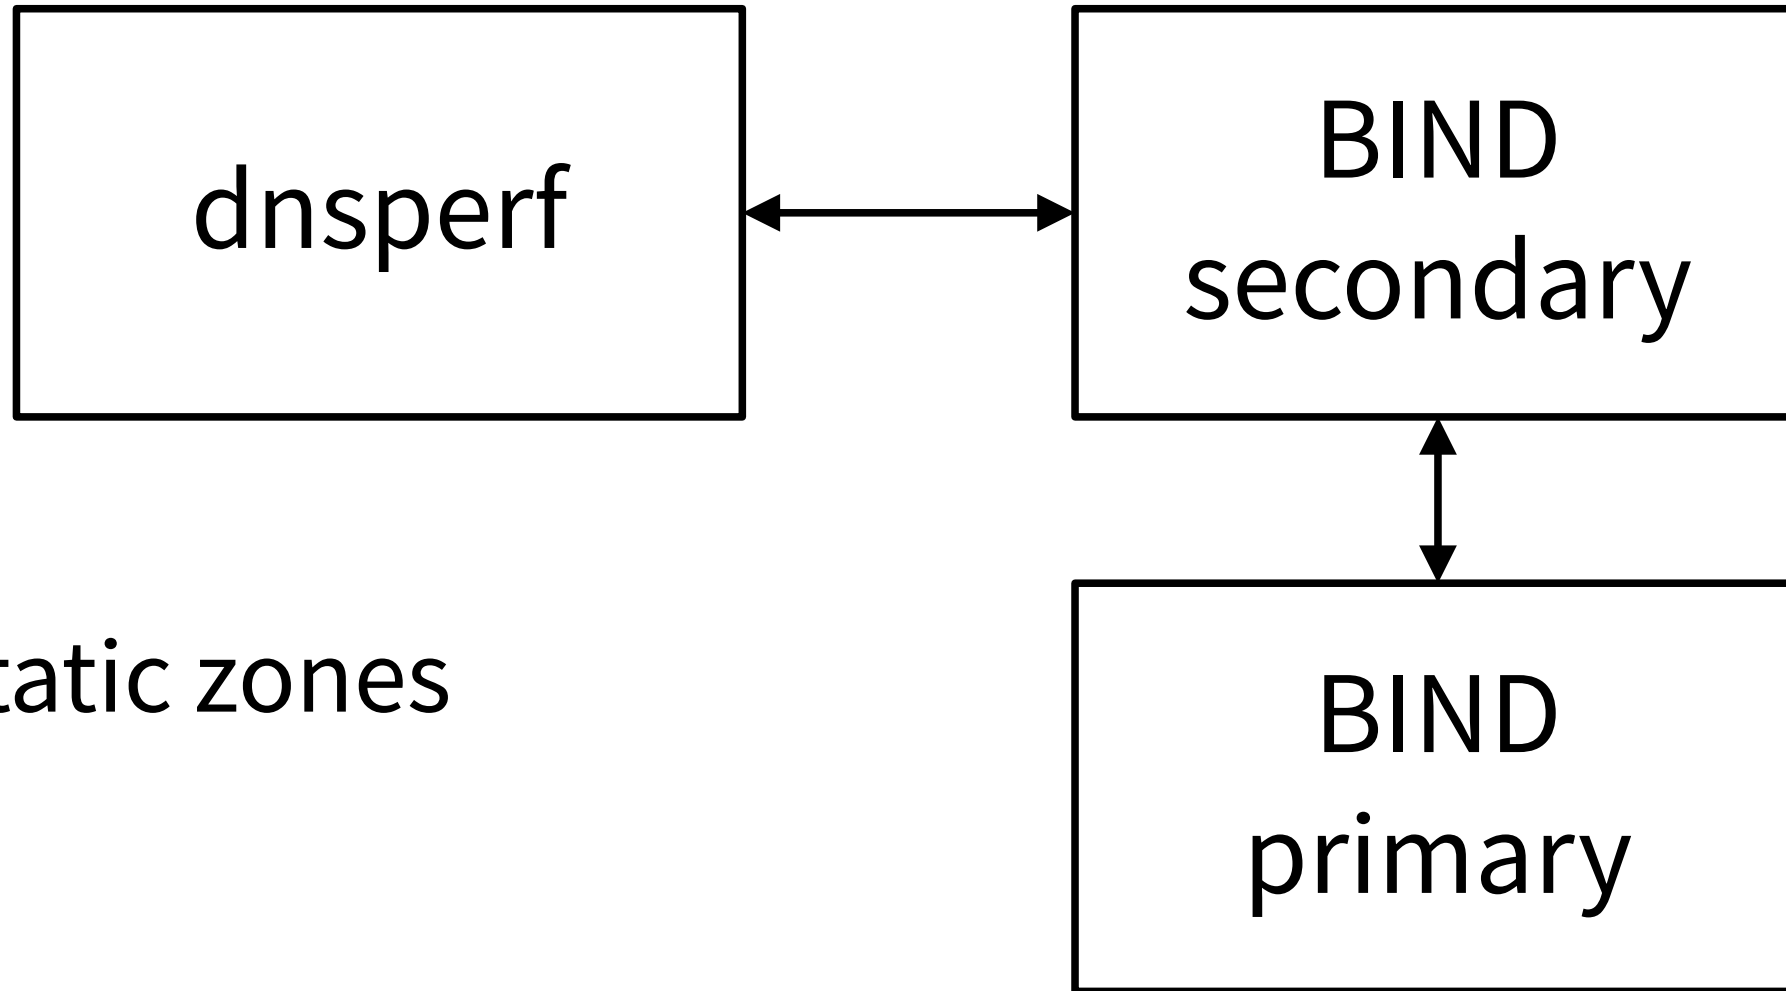 dnsperf
BIND
secondary
tatic zones
BIND
primary